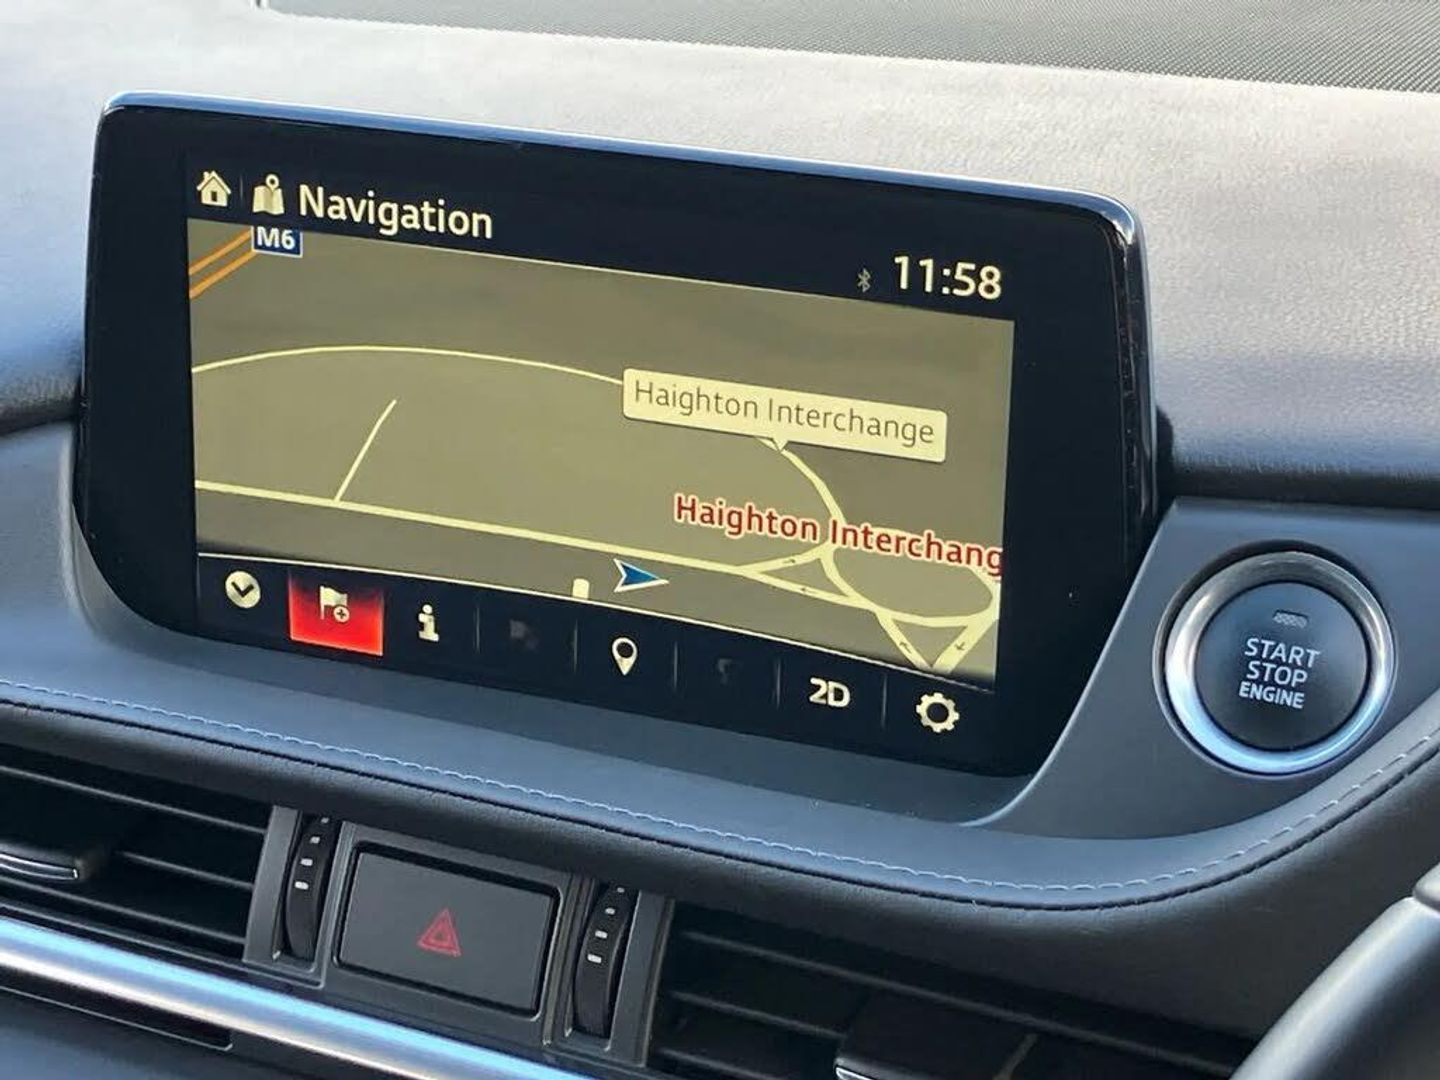 Navigation
M6
11:58
Haighton Interchange
Haighton Interchang
2D
START
STOP
ENGINE